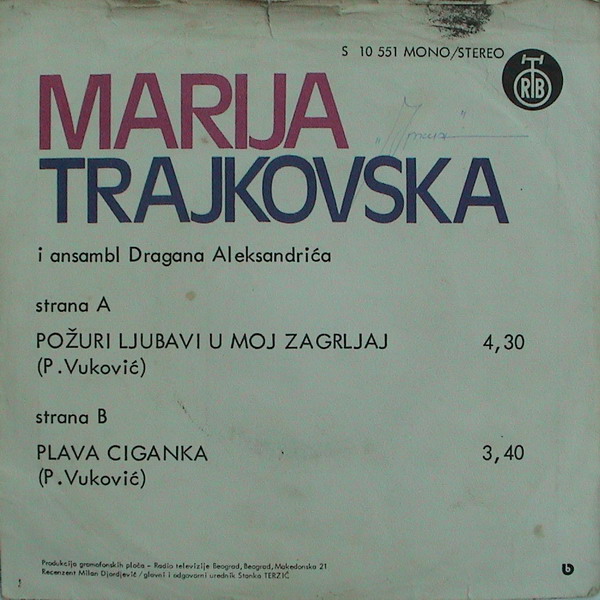 S 10 551 MONO/STEREO
RTB
MARIJA
TRAJKOVSKA
i ansambl Dragana Aleksandrića
strana A
POŽURI LJUBAVI U MOJ ZAGRLJAJ 4,30
(P.Vuković)
strana B
PLAVA CIGANKA 3,40
(P.Vuković)
Produkcija gramofonskih ploča – Radio televizije Beograd, Beograd, Makedonska 21
Recenzent Milan Djordjević / glavni i odgovorni urednik Stanko TERZIĆ
b